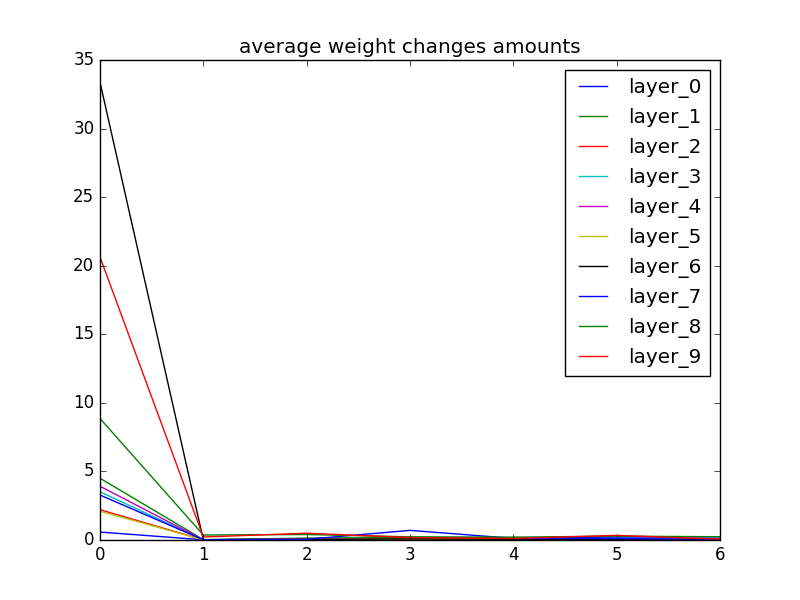 average weight changes amounts
35
30
25
20
15
10
5
0
0 1 2 3 4 5 6
layer_0
layer_1
layer_2
layer_3
layer_4
layer_5
layer_6
layer_7
layer_8
layer_9